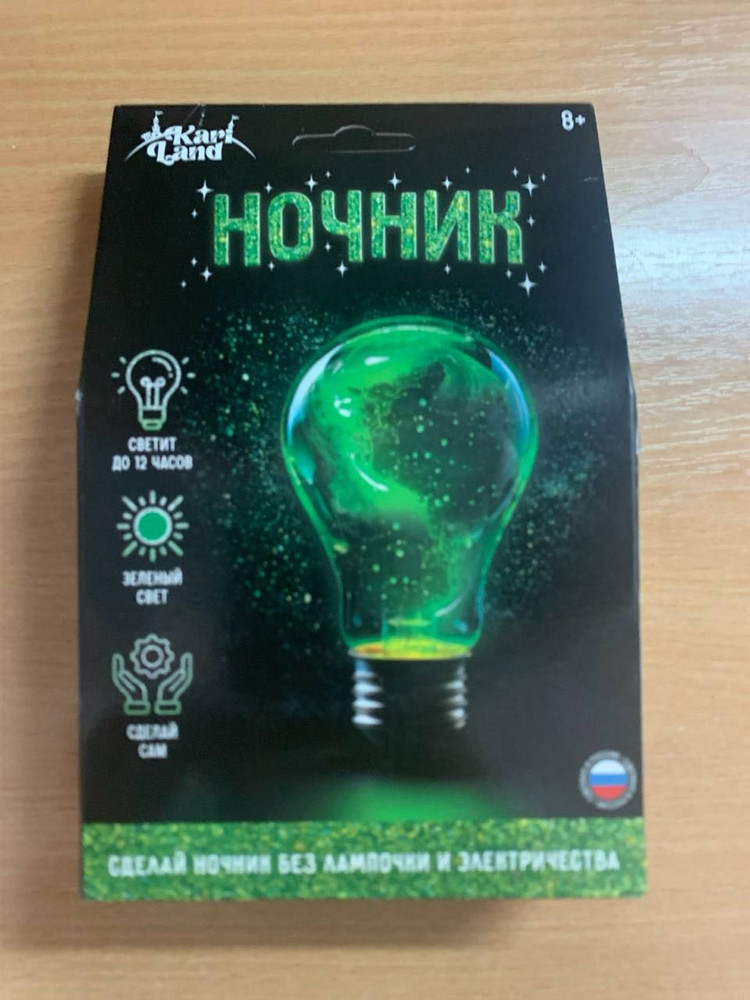 Kari
Land
8+
НОЧНИК
СВЕТИТ
ДО 12 ЧАСОВ
ЗЕЛЕНЫЙ
СВЕТ
СДЕЛАЙ
САМ
СДЕЛАЙ НОЧНИК БЕЗ ЛАМПОЧКИ И ЭЛЕКТРИЧЕСТВА